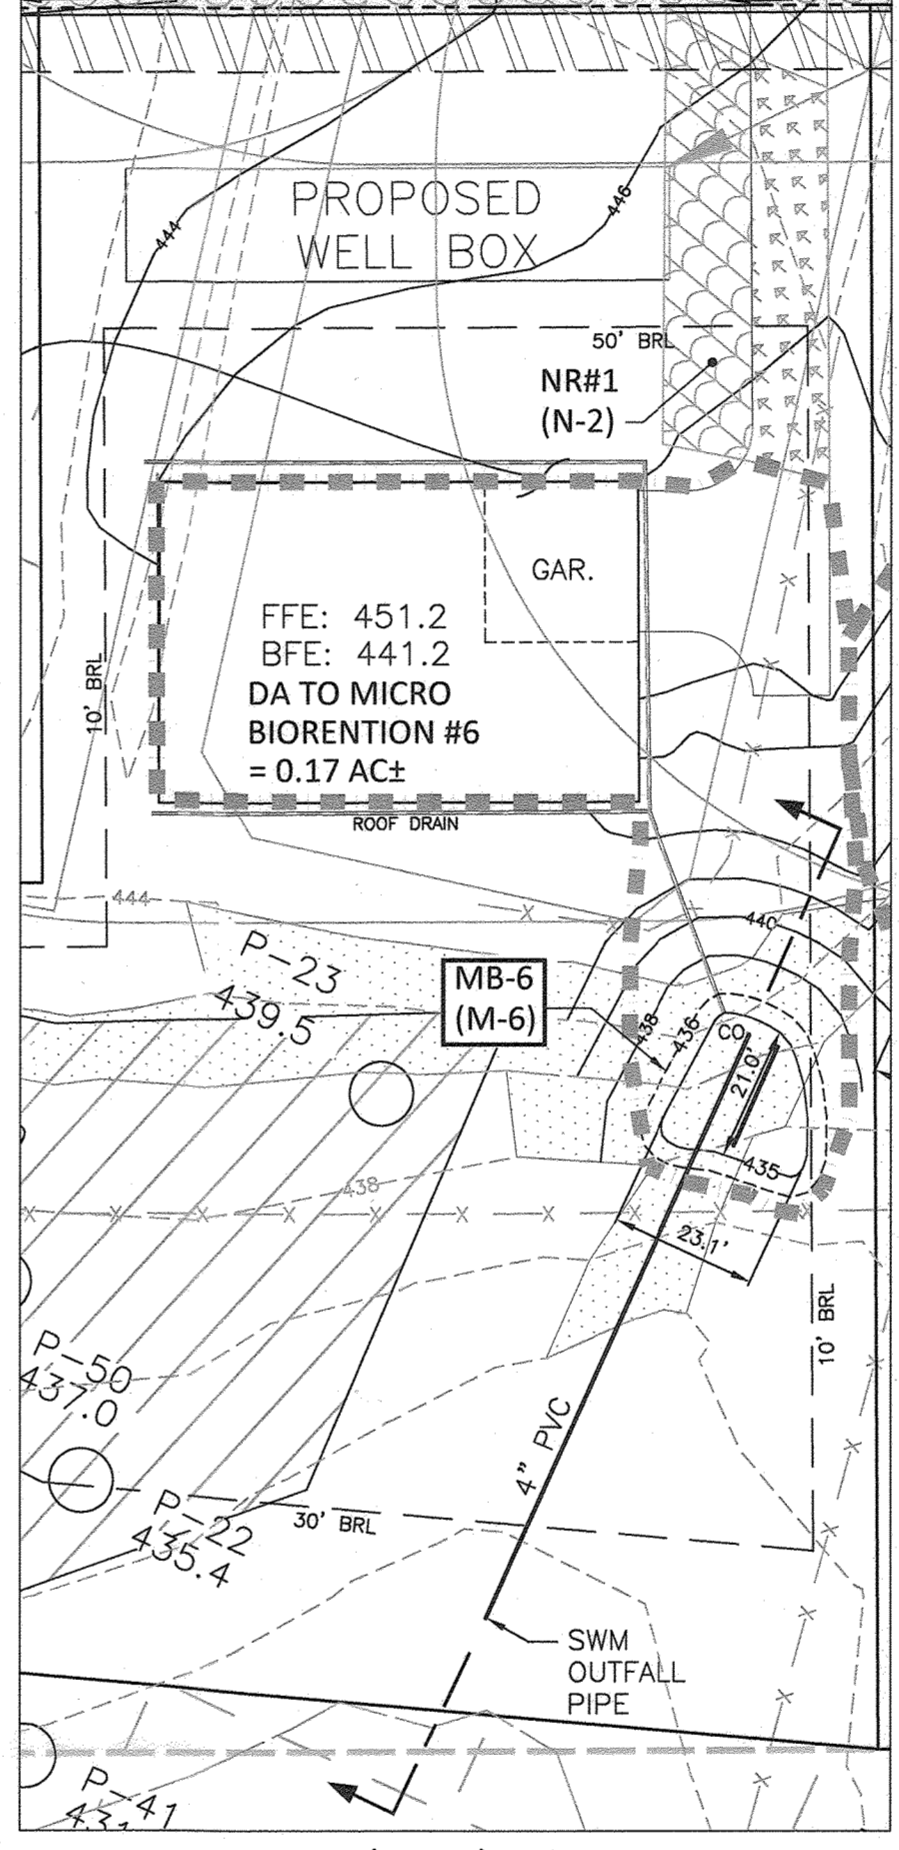 PROPOSED
WELL BOX
444
446
50' BRL
NR#1
(N-2)
GAR.
FFE: 451.2
BFE: 441.2
DA TO MICRO
BIORENTION #6
= 0.17 AC±
10' BRL
ROOF DRAIN
444
440
P-23
439.5
MB-6
(M-6)
438
436
CO
21.0'
435
438
23.1'
10' BRL
P-50
437.0
4" PVC
P-22
435.4
30' BRL
SWM
OUTFALL
PIPE
P-41